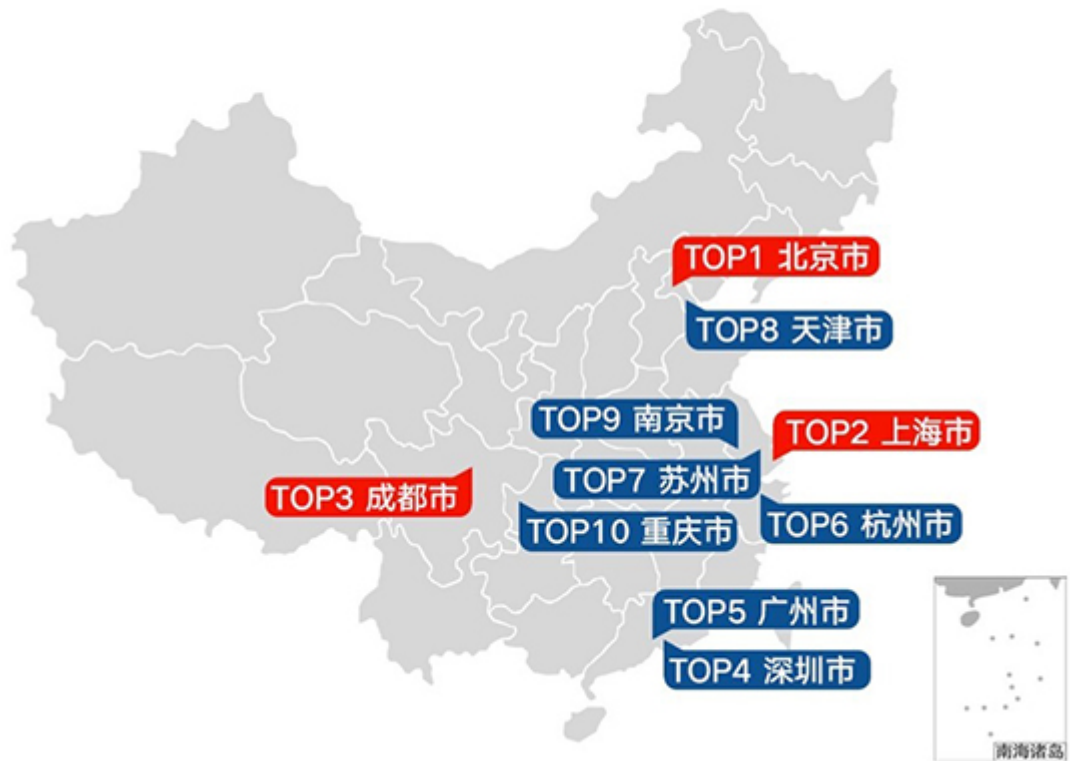 TOP1 北京市
TOP8 天津市
TOP9 南京市
TOP2 上海市
TOP7 苏州市
TOP3 成都市
TOP6 杭州市
TOP10 重庆市
TOP5 广州市
TOP4 深圳市
南海诸岛